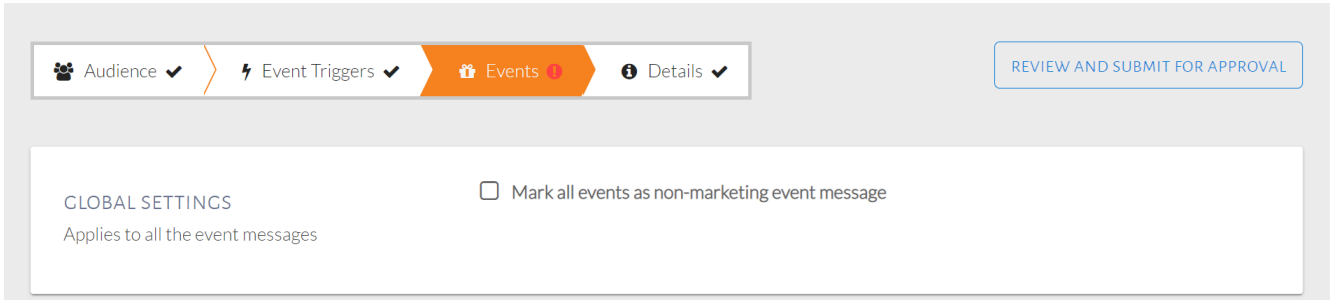 Audience
Event Triggers
Events
Details
REVIEW AND SUBMIT FOR APPROVAL
GLOBAL SETTINGS
Applies to all the event messages
Mark all events as non-marketing event message